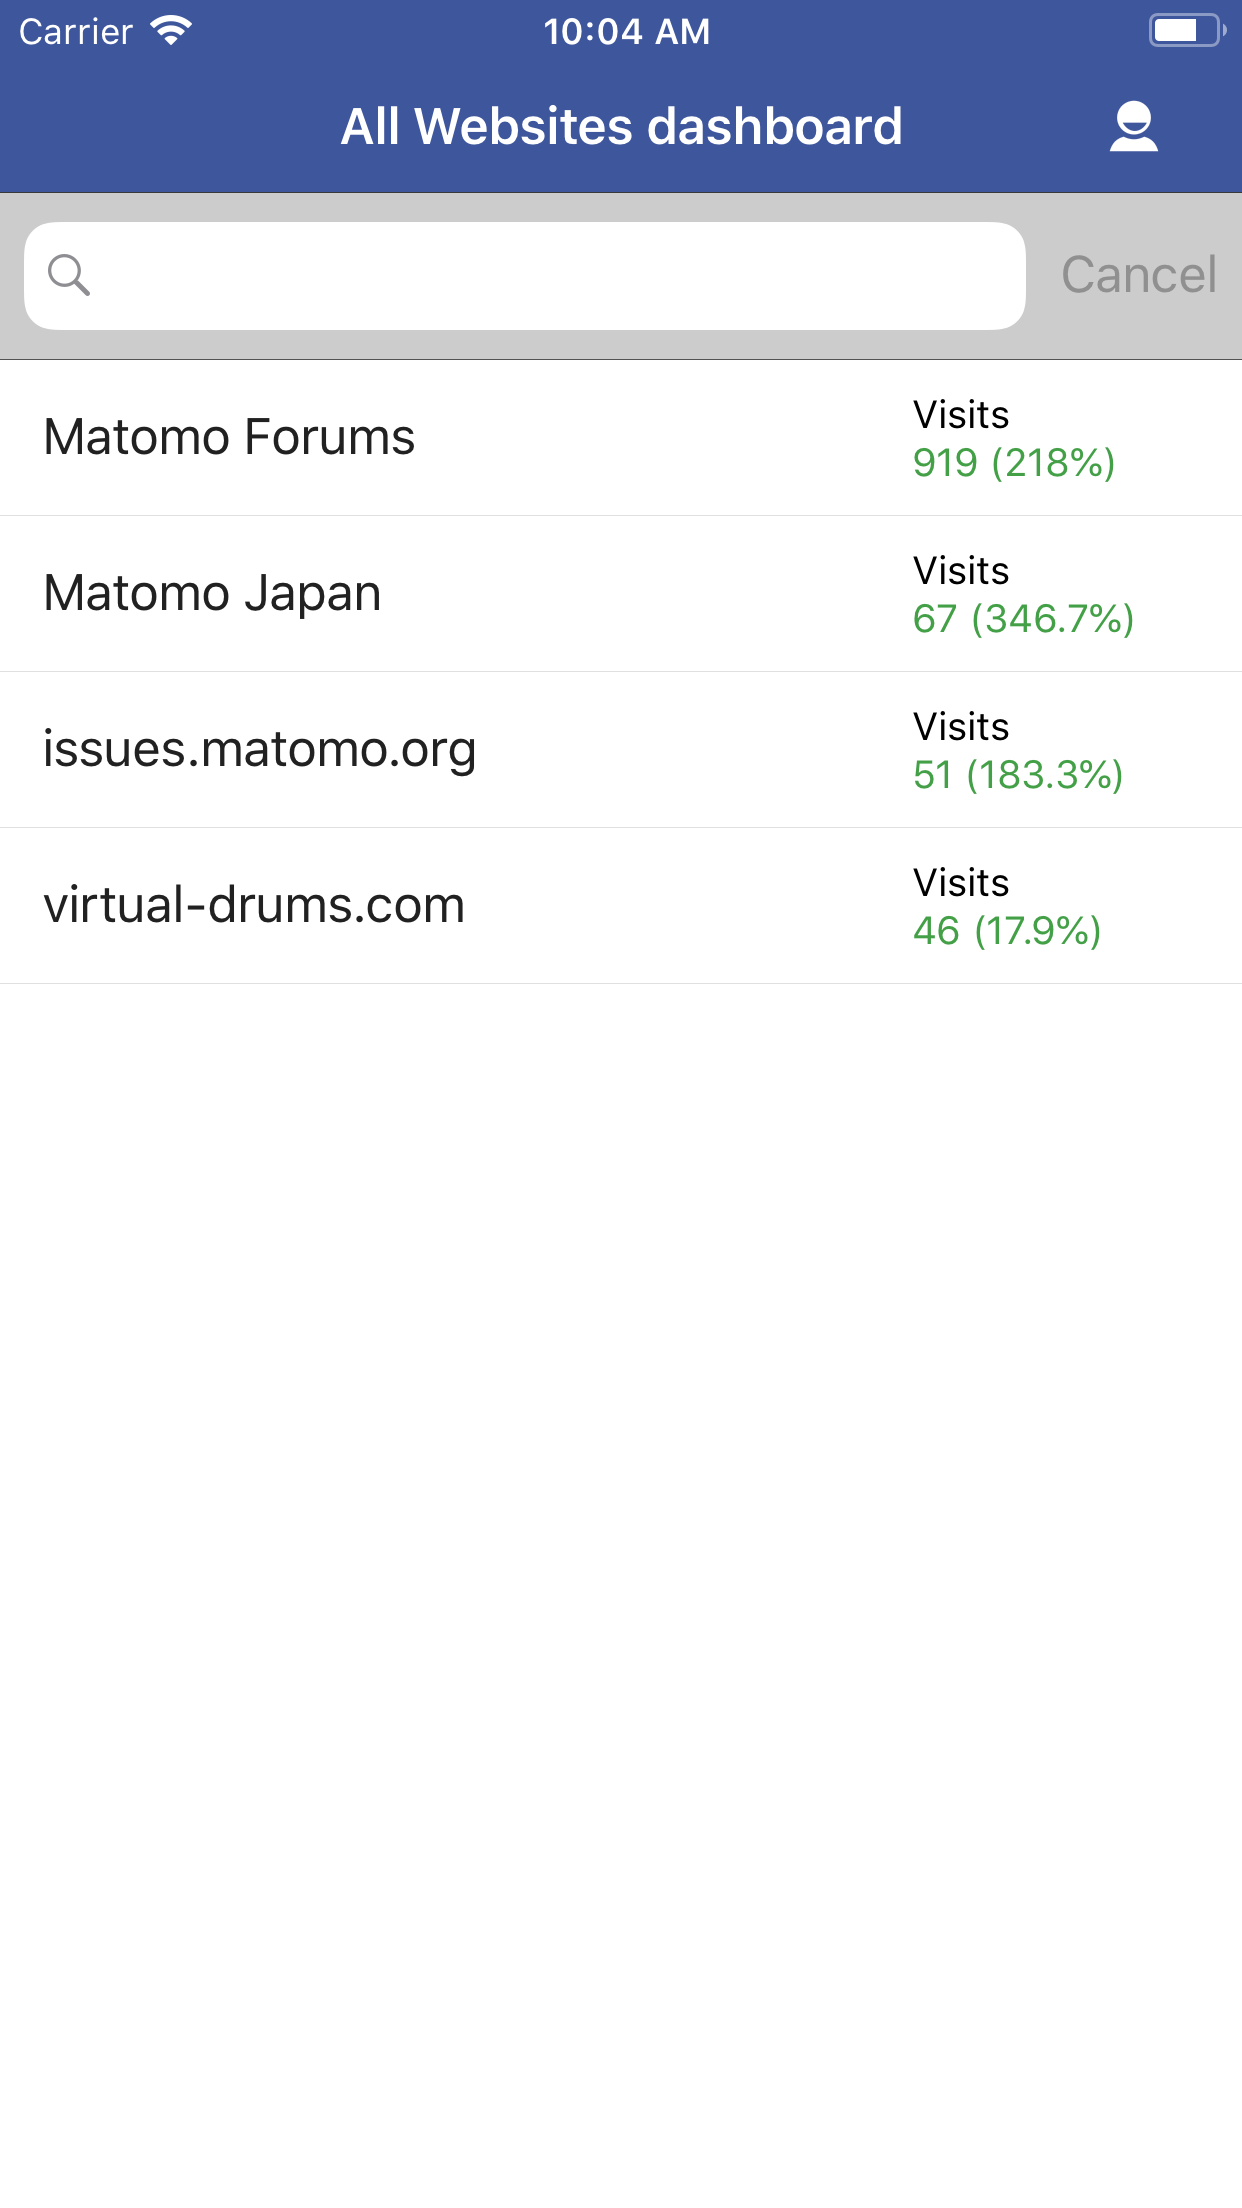 Carrier 10:04 AM
All Websites dashboard
Cancel
Matomo Forums
Visits
919 (218%)
Matomo Japan
Visits
67 (346.7%)
issues.matomo.org
Visits
51 (183.3%)
virtual-drums.com
Visits
46 (17.9%)